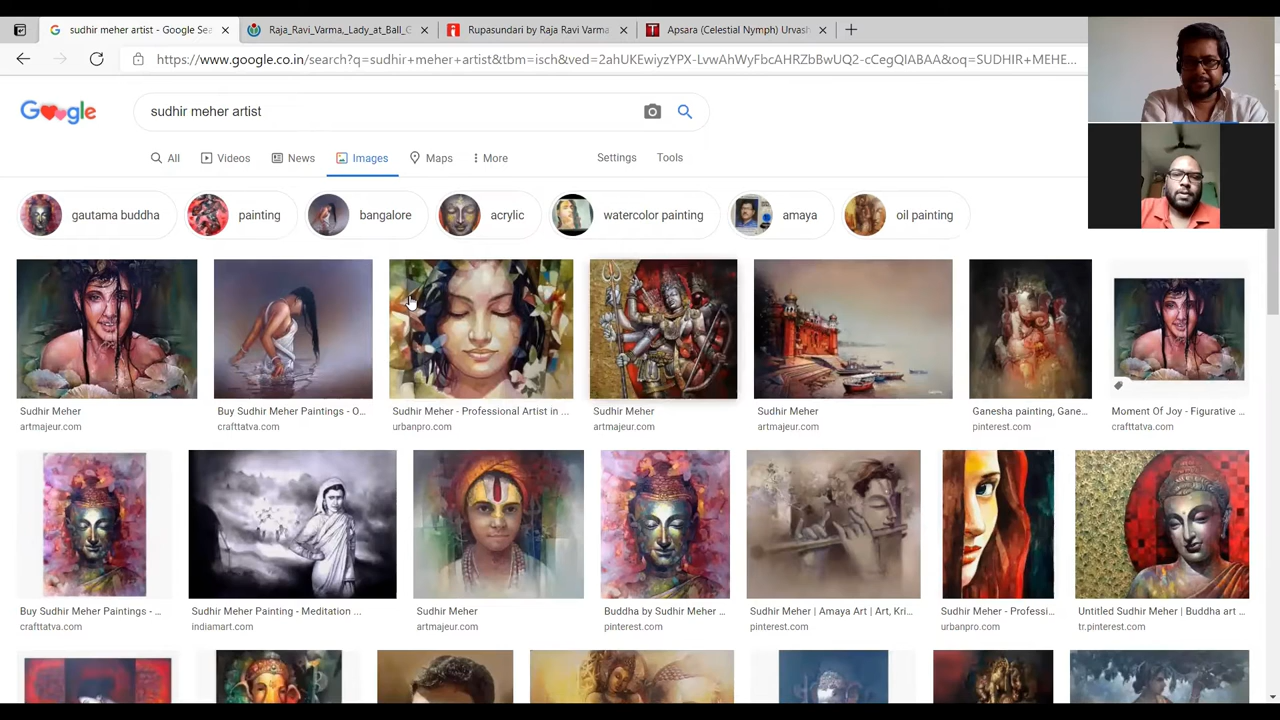 sudhir meher artist - Google Sea
Raja_Ravi_Varma,_Lady_at_Ball_G
Rupasundari by Raja Ravi Varma
Apsara (Celestial Nymph) Urvash
https://www.google.co.in/search?q=sudhir+meher+artist&tbm=isch&ved=2ahUKEwiyzYPX-LvwAhWyFbcAHRZbBwUQ2-cCegQIABAA&oq=SUDHIR+MEHE...
Google
sudhir meher artist
All Videos News Images Maps More Settings Tools
gautama buddha painting bangalore acrylic watercolor painting amaya oil painting
Sudhir Meher
artmajeur.com
Buy Sudhir Meher Paintings - O...
crafttatva.com
Sudhir Meher - Professional Artist in ...
urbanpro.com
Sudhir Meher
artmajeur.com
Sudhir Meher
artmajeur.com
Ganesha painting, Gane...
pinterest.com
Moment Of Joy - Figurative ...
crafttatva.com
Buy Sudhir Meher Paintings - ...
crafttatva.com
Sudhir Meher Painting - Meditation ...
indiamart.com
Sudhir Meher
artmajeur.com
Buddha by Sudhir Meher ...
pinterest.com
Sudhir Meher | Amaya Art | Art, Kri...
pinterest.com
Sudhir Meher - Professi...
urbanpro.com
Untitled Sudhir Meher | Buddha art ...
tr.pinterest.com